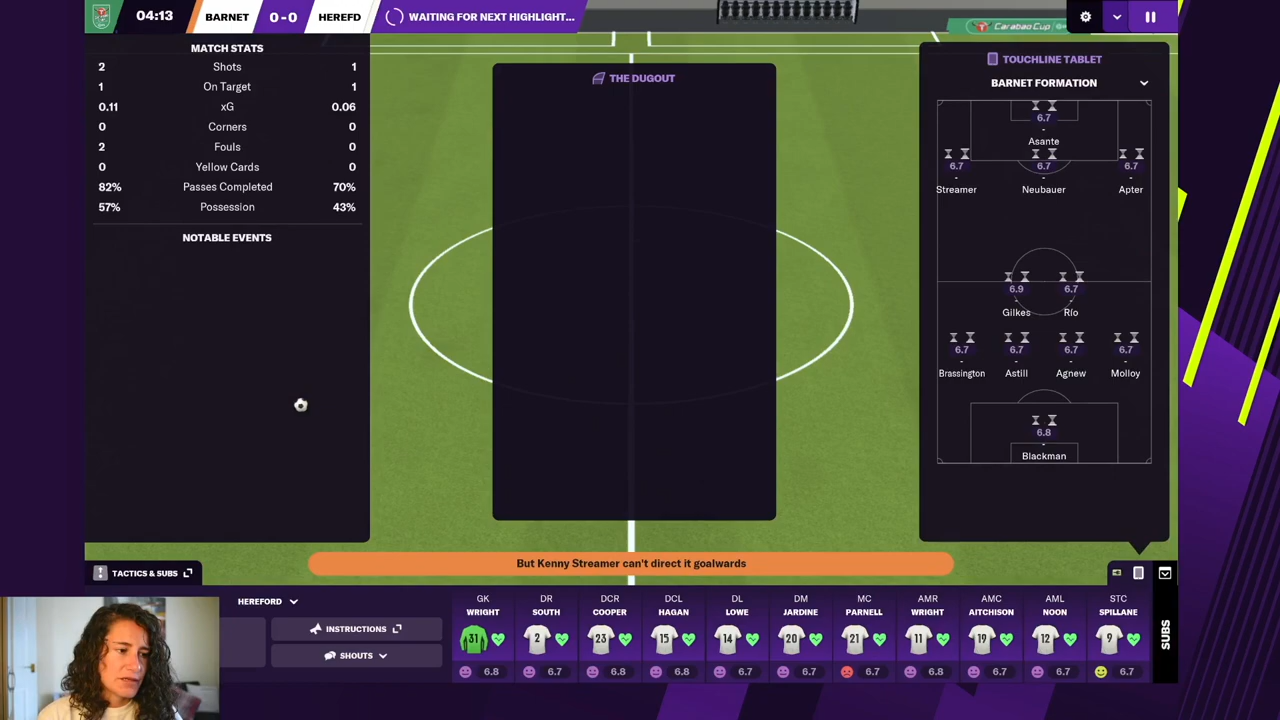 04:13
BARNET
0-0
HEREFD
WAITING FOR NEXT HIGHLIGHT...
Carabao Cup
MATCH STATS
2 Shots 1
1 On Target 1
0.11 xG 0.06
0 Corners 0
2 Fouls 0
0 Yellow Cards 0
82% Passes Completed 70%
57% Possession 43%
NOTABLE EVENTS
THE DUGOUT
TOUCHLINE TABLET
BARNET FORMATION
6.7
Asante
6.7 6.7 6.7
Streamer Neubauer Apter
6.9 6.7
Gilkes Río
6.7 6.7 6.7 6.7
Brassington Astill Agnew Molloy
6.8
Blackman
But Kenny Streamer can't direct it goalwards
TACTICS & SUBS
HEREFORD
INSTRUCTIONS
SHOUTS
GK DR DCR DCL DL DM MC AMR AMC AML STC
WRIGHT SOUTH COOPER HAGAN LOWE JARDINE PARNELL WRIGHT AITCHISON NOON SPILLANE
31 2 23 15 14 20 21 11 19 12 9
6.8 6.7 6.8 6.8 6.7 6.7 6.7 6.8 6.7 6.7 6.7
SUBS